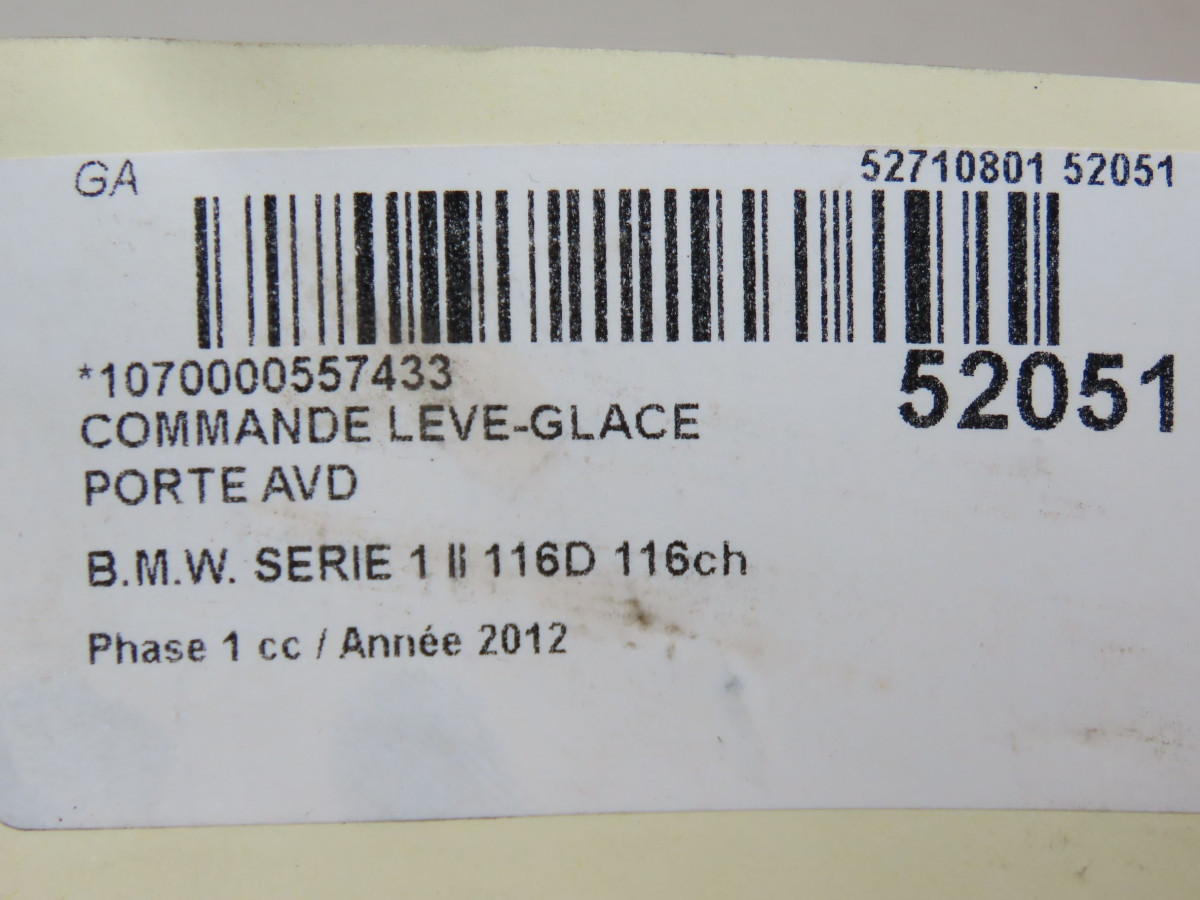 GA
52710801 52051
*1070000557433
52051
COMMANDE LEVE-GLACE
PORTE AVD
B.M.W. SERIE 1 II 116D 116ch
Phase 1 cc / Année 2012